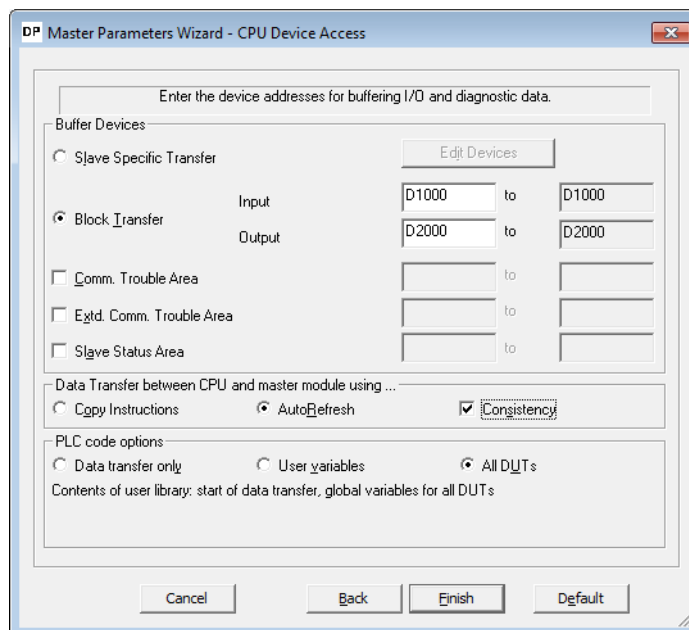 DP Master Parameters Wizard - CPU Device Access
Enter the device addresses for buffering I/O and diagnostic data.
Buffer Devices
Slave Specific Transfer
Edit Devices
Block Transfer
Input
D1000 to D1000
Output
D2000 to D2000
Comm. Trouble Area
to
Extd. Comm. Trouble Area
to
Slave Status Area
to
Data Transfer between CPU and master module using ...
Copy Instructions
AutoRefresh
Consistency
PLC code options
Data transfer only
User variables
All DUTs
Contents of user library: start of data transfer, global variables for all DUTs
Cancel
Back
Finish
Default